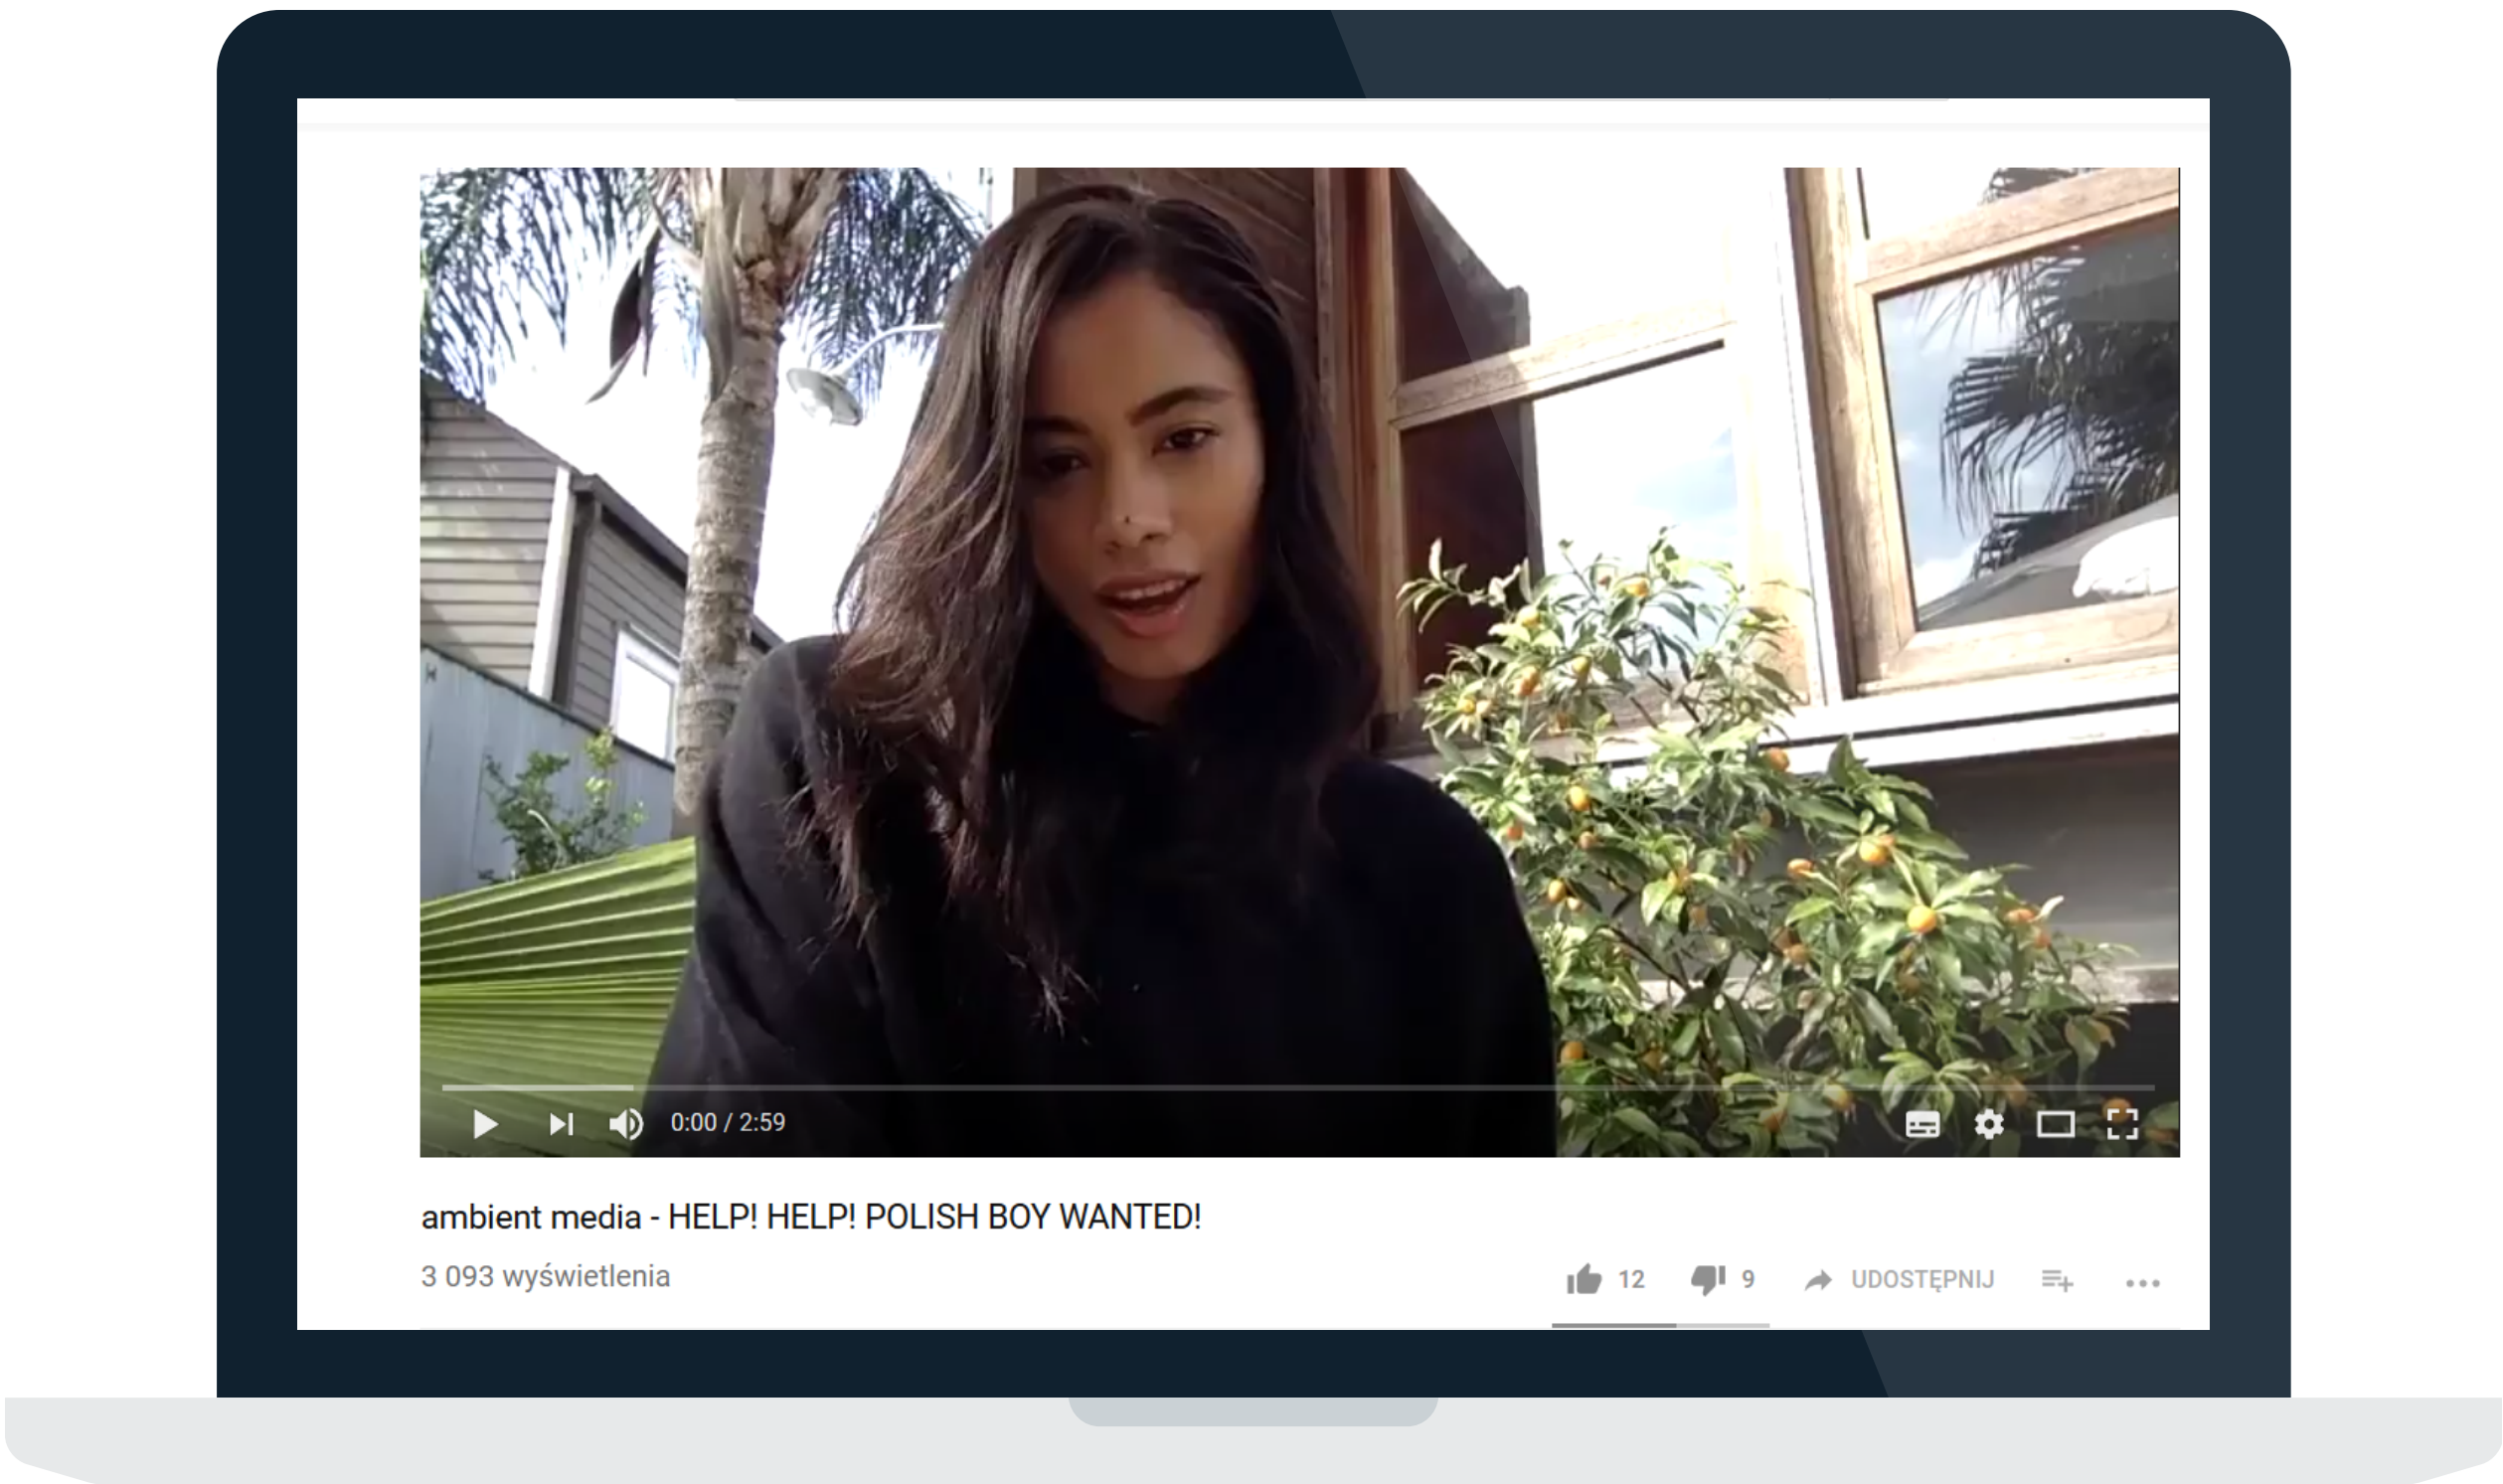 0:00 / 2:59
ambient media - HELP! HELP! POLISH BOY WANTED!
3 093 wyświetlenia
12 9 UDOSTĘPNIJ